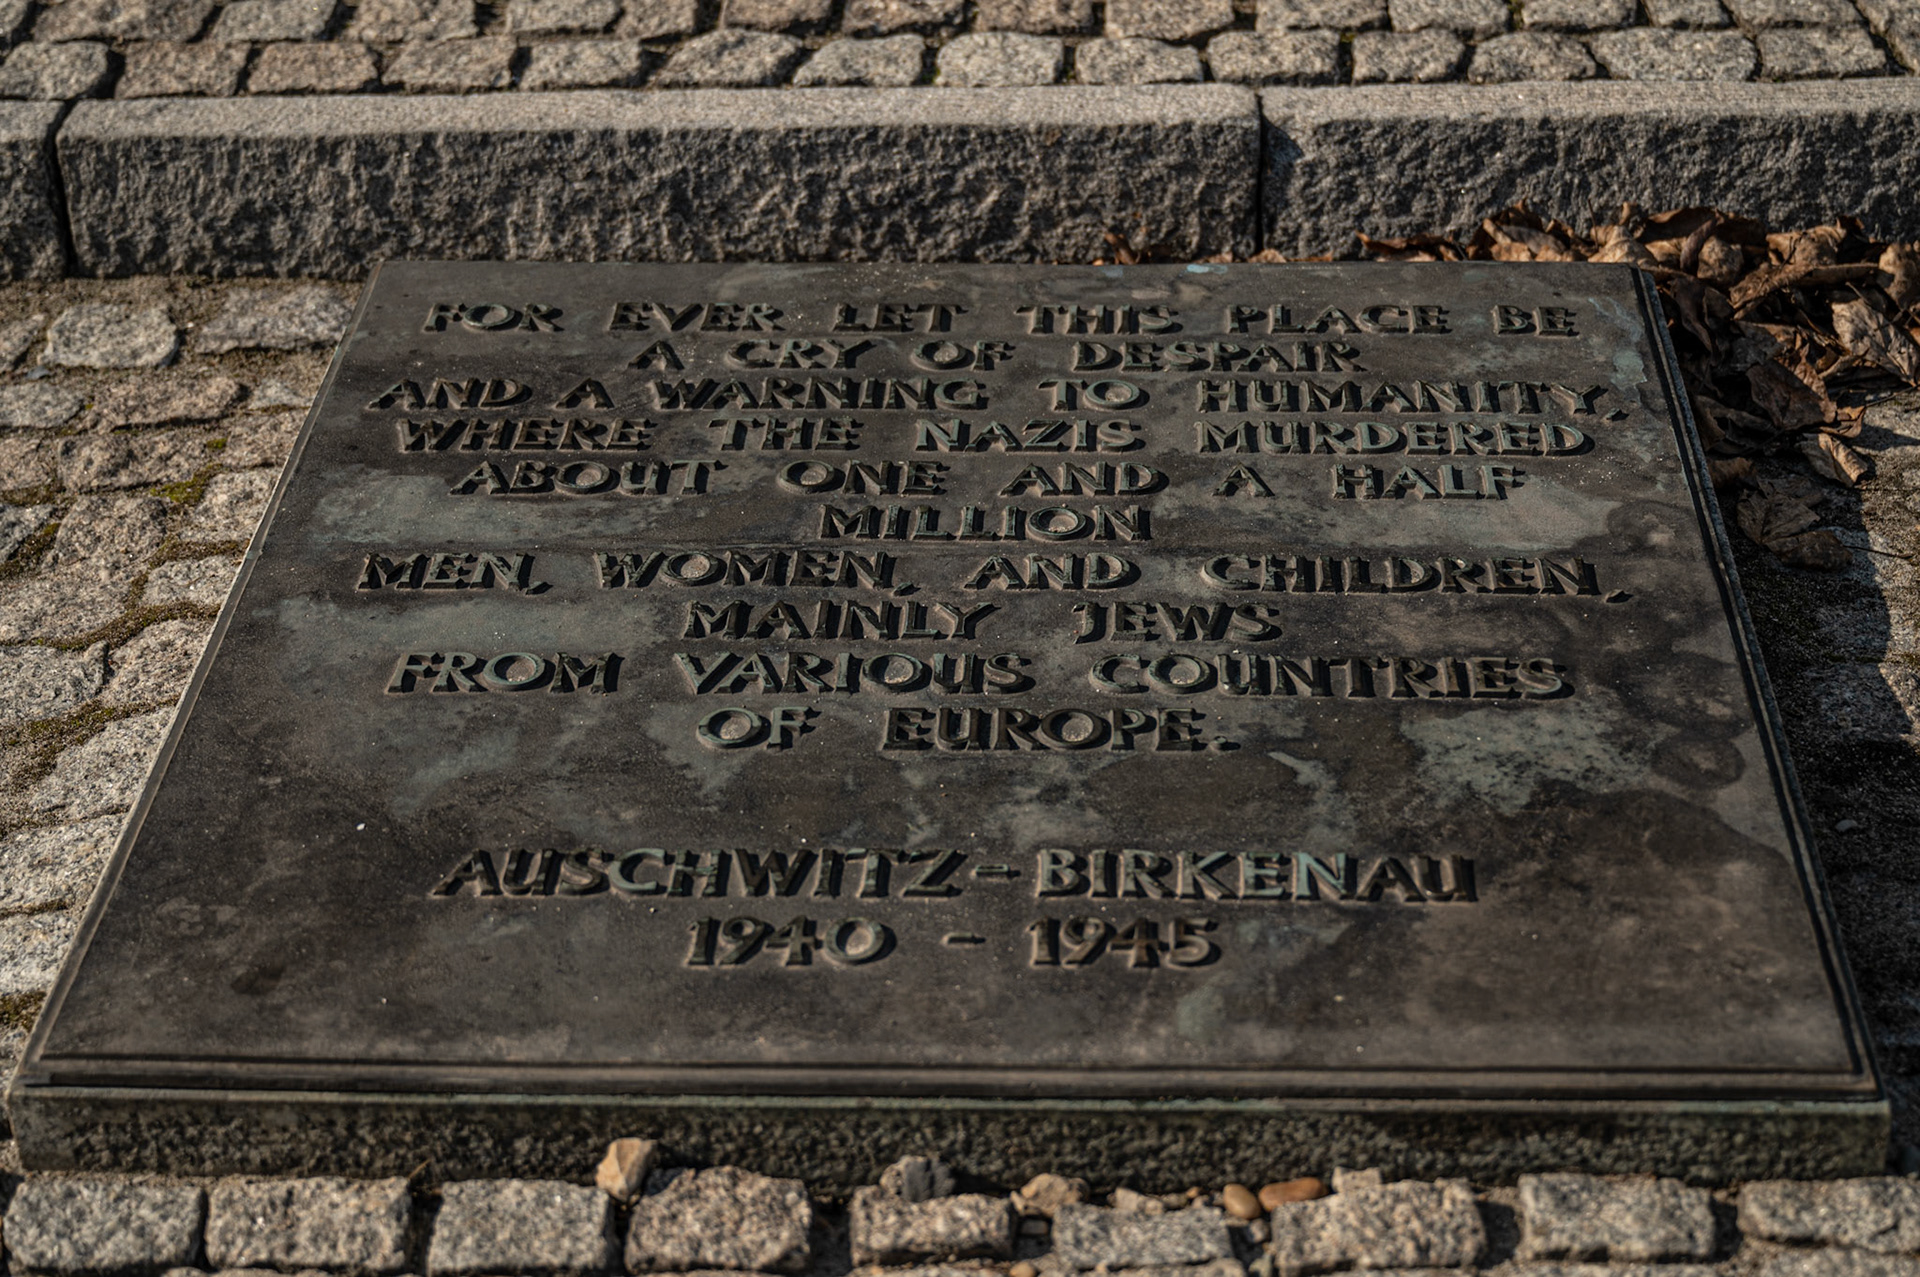 FOR EVER LET THIS PLACE BE
A CRY OF DESPAIR
AND A WARNING TO HUMANITY,
WHERE THE NAZIS MURDERED
ABOUT ONE AND A HALF
MILLION
MEN, WOMEN, AND CHILDREN,
MAINLY JEWS
FROM VARIOUS COUNTRIES
OF EUROPE.
AUSCHWITZ-BIRKENAU
1940 - 1945